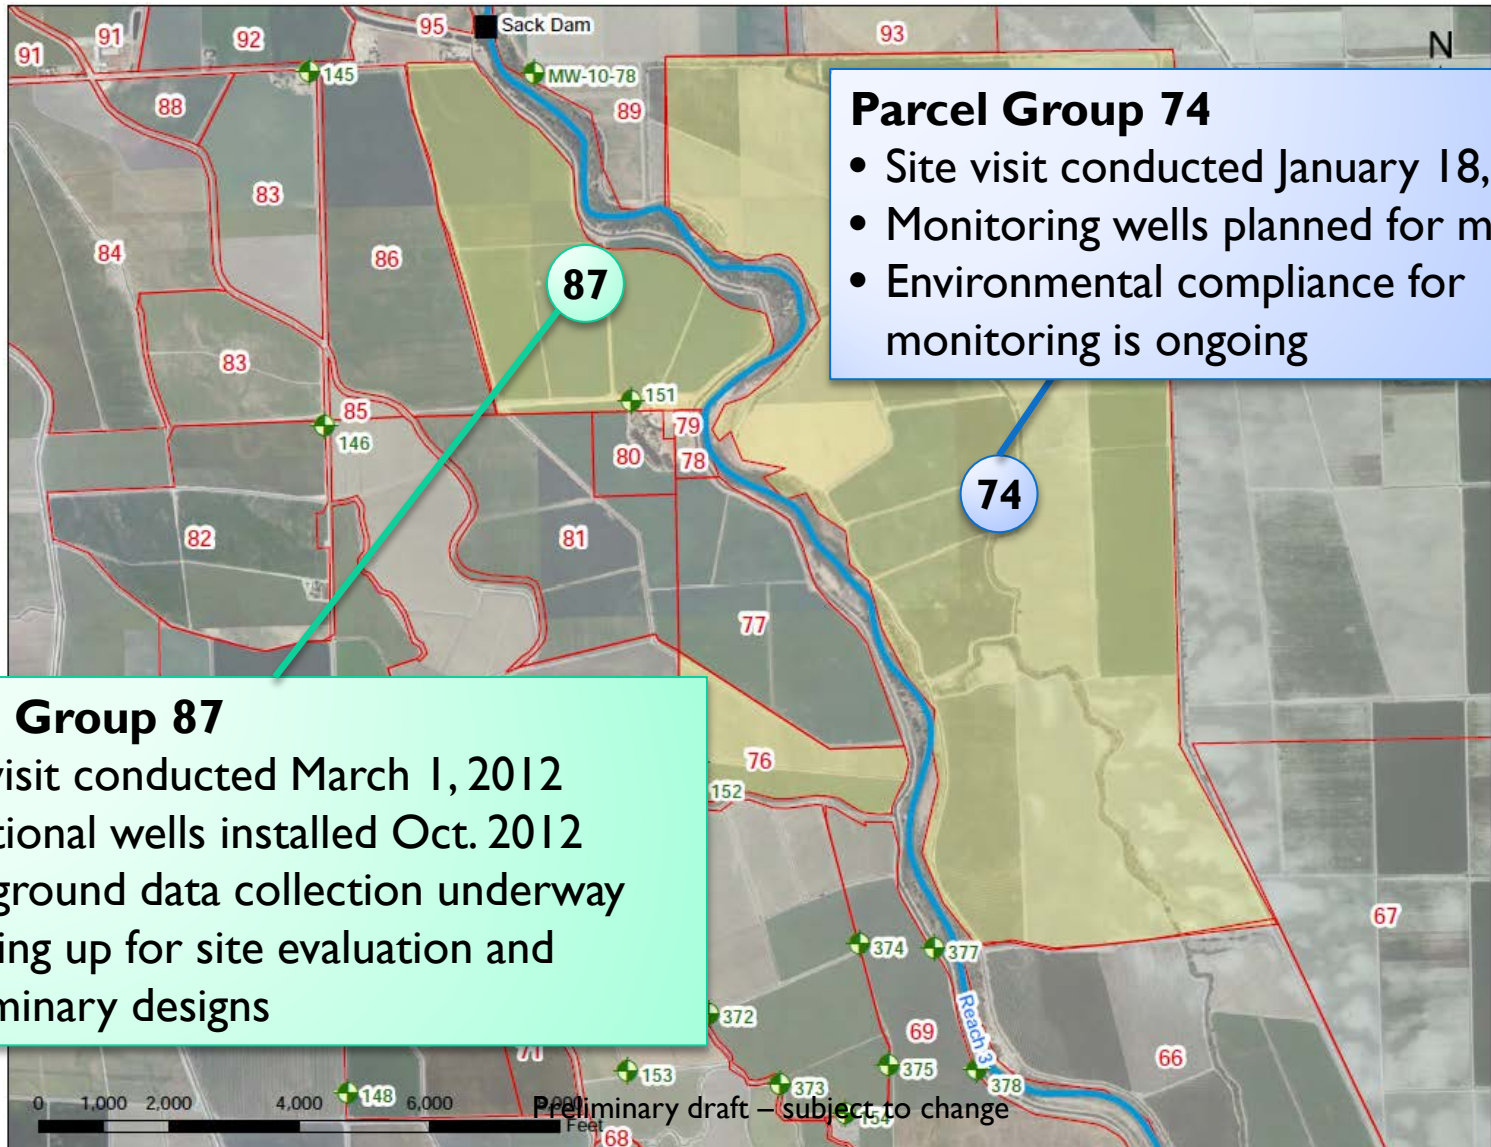 91
91
92
95
Sack Dam
93
N
145
MW-10-78
88
89
Parcel Group 74
• Site visit conducted January 18,
• Monitoring wells planned for m
• Environmental compliance for
monitoring is ongoing
83
84
86
87
83
151
85
146
79
80
78
74
82
81
77
Group 87
visit conducted March 1, 2012
tional wells installed Oct. 2012
ground data collection underway
ing up for site evaluation and
minary designs
76
152
67
374
377
372
69
Reach 3
66
71
153
375
373
378
148
154
0 1,000 2,000 4,000 6,000
Feet
Preliminary draft – subject to change
68